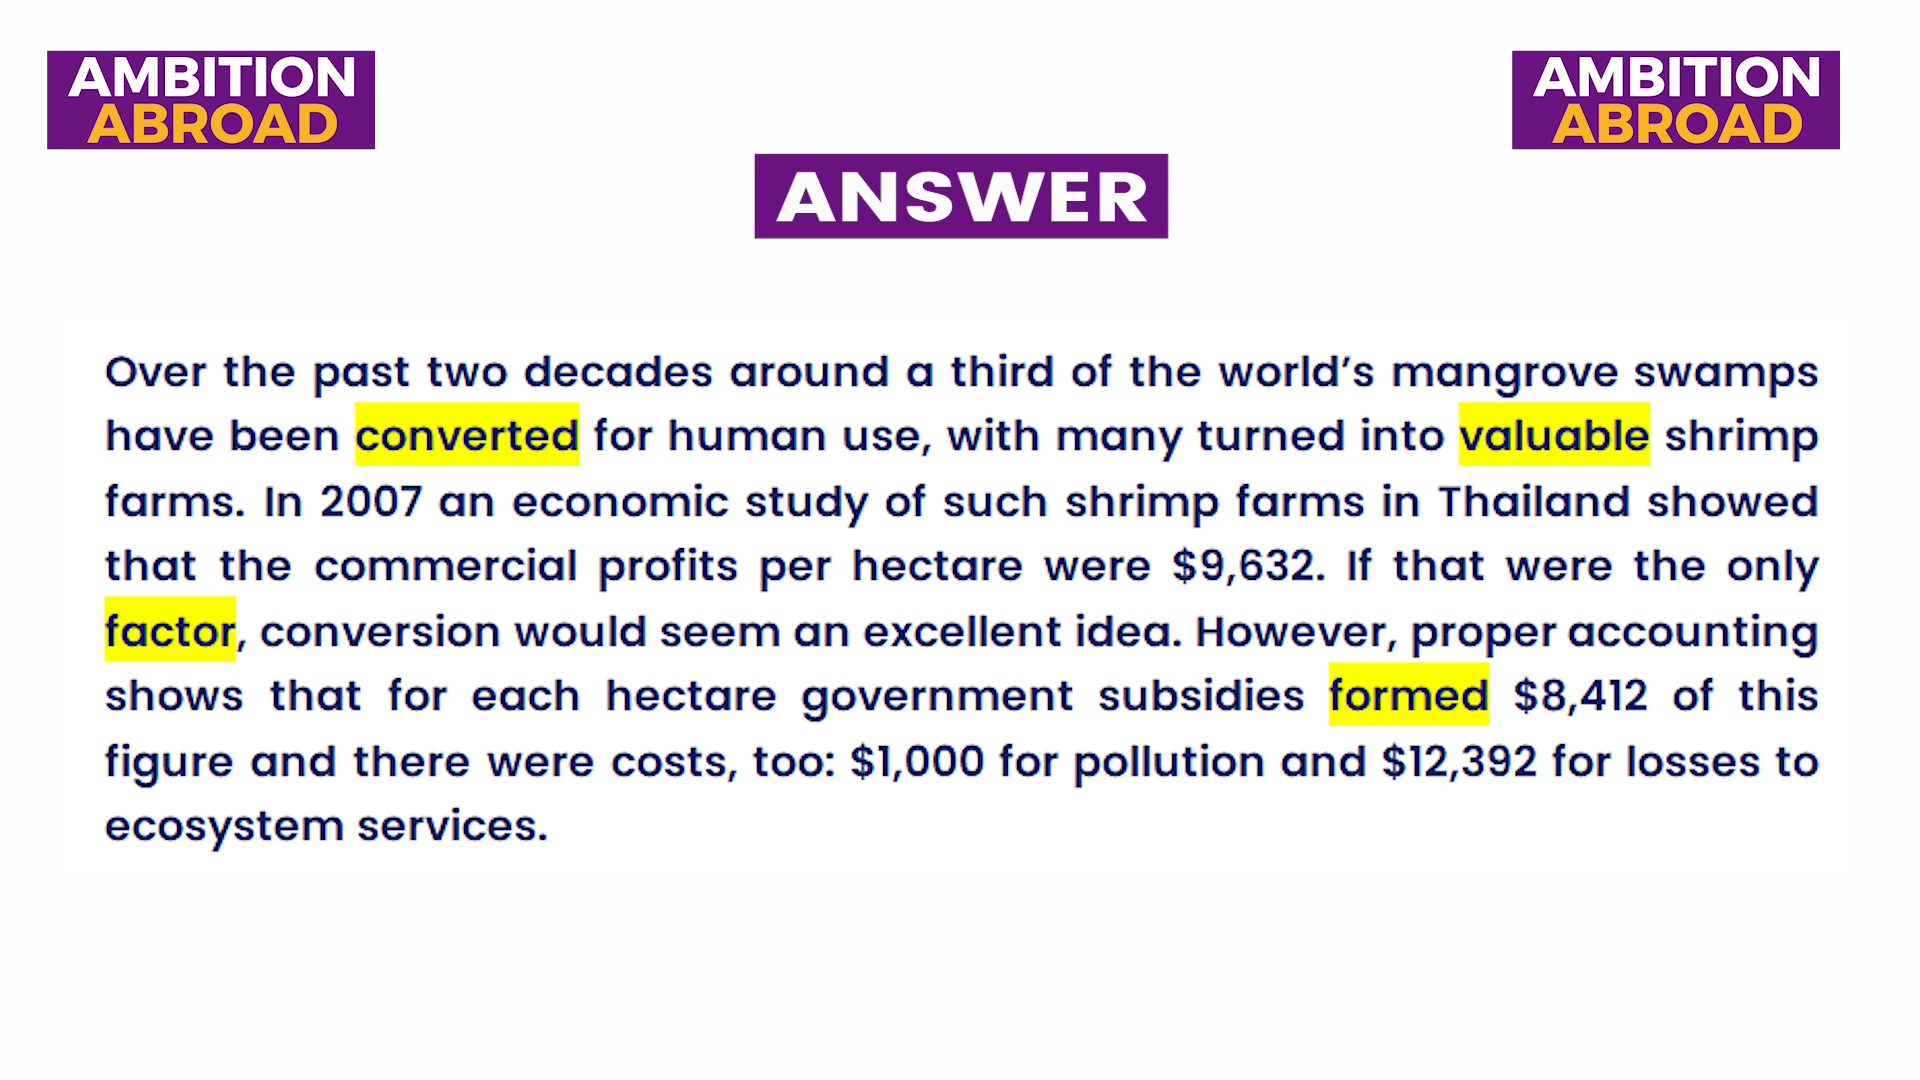 AMBITION
ABROAD
AMBITION
ABROAD
ANSWER
Over the past two decades around a third of the world’s mangrove swamps
have been converted for human use, with many turned into valuable shrimp
farms. In 2007 an economic study of such shrimp farms in Thailand showed
that the commercial profits per hectare were $9,632. If that were the only
factor, conversion would seem an excellent idea. However, proper accounting
shows that for each hectare government subsidies formed $8,412 of this
figure and there were costs, too: $1,000 for pollution and $12,392 for losses to
ecosystem services.